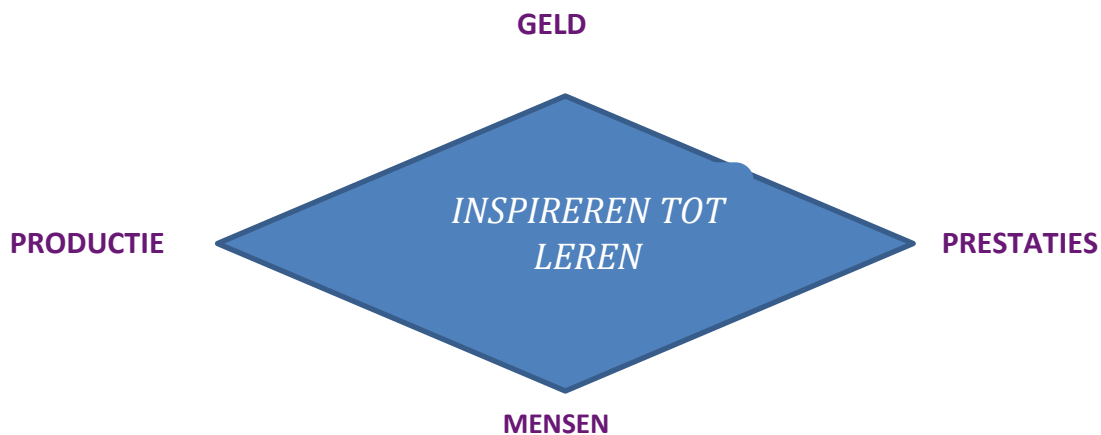 GELD
INSPIREREN TOT
LEREN
PRODUCTIE
PRESTATIES
MENSEN